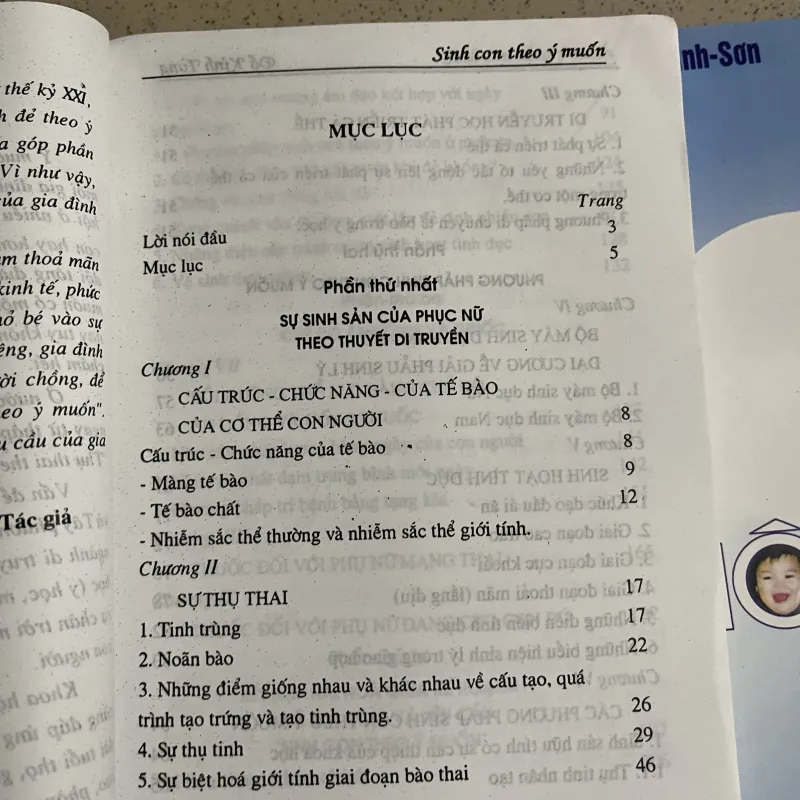 thế kỷ XXI,
đẻ theo ý
góp phần
Vì như vậy,
của gia đình
thoả mãn
kinh tế, phức
bé vào sự
gia đình
chồng, để
theo ý muốn".
cầu của gia
Tác giả
Sinh con theo ý muốn
nh-Sơn
MỤC LỤC
Trang
Lời nói đầu 3
Mục lục 5
Phần thứ nhất
SỰ SINH SẢN CỦA PHỤC NỮ
THEO THUYẾT DI TRUYỀN
Chương I
CẤU TRÚC - CHỨC NĂNG - CỦA TẾ BÀO
CỦA CƠ THỂ CON NGƯỜI 8
Cấu trúc - Chức năng của tế bào 8
- Màng tế bào 9
- Tế bào chất 12
- Nhiễm sắc thể thường và nhiễm sắc thể giới tính.
Chương II
SỰ THỤ THAI 17
1. Tinh trùng 17
2. Noãn bào 22
3. Những điểm giống nhau và khác nhau về cấu tạo, quá
trình tạo trứng và tạo tinh trùng. 26
4. Sự thụ tinh 29
5. Sự biệt hoá giới tính giai đoạn bào thai 46